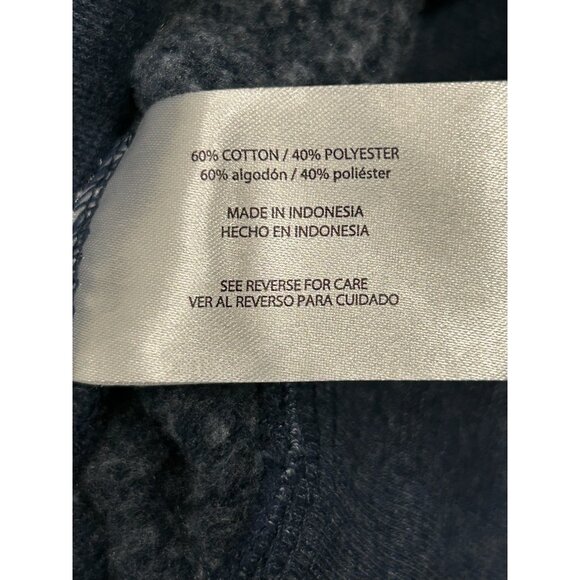 60% COTTON / 40% POLYESTER
60% algodón / 40% poliéster
MADE IN INDONESIA
HECHO EN INDONESIA
SEE REVERSE FOR CARE
VER AL REVERSO PARA CUIDADO